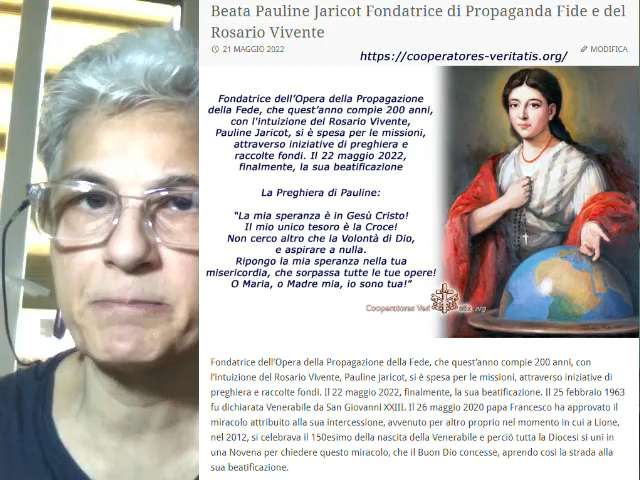 Beata Pauline Jaricot Fondatrice di Propaganda Fide e del
Rosario Vivente
21 MAGGIO 2022
https://cooperatores-veritatis.org/
MODIFICA
Fondatrice dell'Opera della Propagazione
della Fede, che quest'anno compie 200 anni,
con l'intuizione del Rosario Vivente,
Pauline Jaricot, si è spesa per le missioni,
attraverso iniziative di preghiera e
raccolte fondi. Il 22 maggio 2022,
finalmente, la sua beatificazione
La Preghiera di Pauline:
“La mia speranza è in Gesù Cristo!
Il mio unico tesoro è la Croce!
Non cerco altro che la Volontà di Dio,
e aspirare a nulla.
Ripongo la mia speranza nella tua
misericordia, che sorpassa tutte le tue opere!
O Maria, o Madre mia, io sono tua!”
Cooperatores Veritatis.org
Fondatrice dell'Opera della Propagazione della Fede, che quest'anno compie 200 anni, con
l'intuizione del Rosario Vivente, Pauline Jaricot, si è spesa per le missioni, attraverso iniziative di
preghiera e raccolte fondi. Il 22 maggio 2022, finalmente, la sua beatificazione. Il 25 febbraio 1963
fu dichiarata Venerabile da San Giovanni XXIII. Il 26 maggio 2020 papa Francesco ha approvato il
miracolo attribuito alla sua intercessione, avvenuto per altro proprio nel momento in cui a Lione,
nel 2012, si celebrava il 150esimo della nascita della Venerabile e perciò tutta la Diocesi si unì in
una Novena per chiedere questo miracolo, che il Buon Dio concesse, aprendo così la strada alla
sua beatificazione.